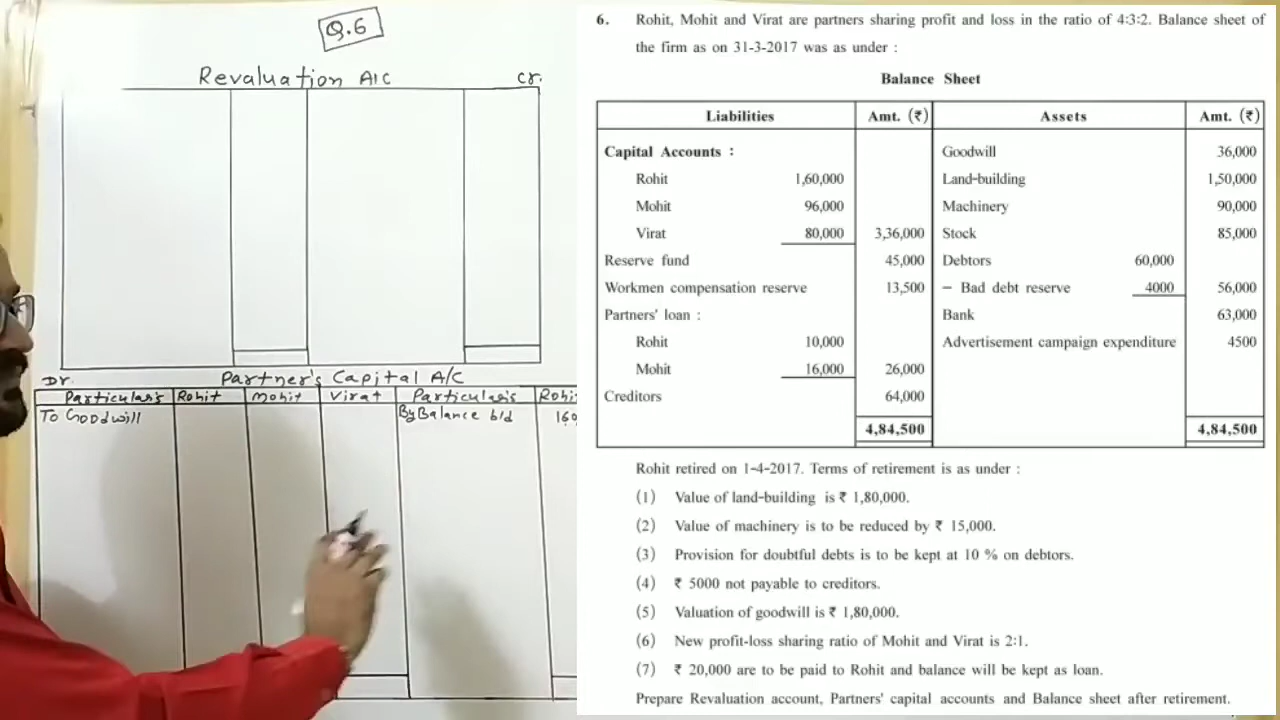 Q.6
Revaluation A/C Cr.
Dr. Partner's Capital A/C
Particulars Rohit Mohit Virat Particulars Rohi
To Goodwill By Balance b/d 160
6. Rohit, Mohit and Virat are partners sharing profit and loss in the ratio of 4:3:2. Balance sheet of
the firm as on 31-3-2017 was as under :
Balance Sheet
Liabilities Amt. (₹) Assets Amt. (₹)
Capital Accounts : Goodwill 36,000
Rohit 1,60,000 Land-building 1,50,000
Mohit 96,000 Machinery 90,000
Virat 80,000 3,36,000 Stock 85,000
Reserve fund 45,000 Debtors 60,000
Workmen compensation reserve 13,500 – Bad debt reserve 4000 56,000
Partners' loan : Bank 63,000
Rohit 10,000 Advertisement campaign expenditure 4500
Mohit 16,000 26,000
Creditors 64,000
4,84,500 4,84,500
Rohit retired on 1-4-2017. Terms of retirement is as under :
(1) Value of land-building is ₹ 1,80,000.
(2) Value of machinery is to be reduced by ₹ 15,000.
(3) Provision for doubtful debts is to be kept at 10 % on debtors.
(4) ₹ 5000 not payable to creditors.
(5) Valuation of goodwill is ₹ 1,80,000.
(6) New profit-loss sharing ratio of Mohit and Virat is 2:1.
(7) ₹ 20,000 are to be paid to Rohit and balance will be kept as loan.
Prepare Revaluation account, Partners' capital accounts and Balance sheet after retirement.